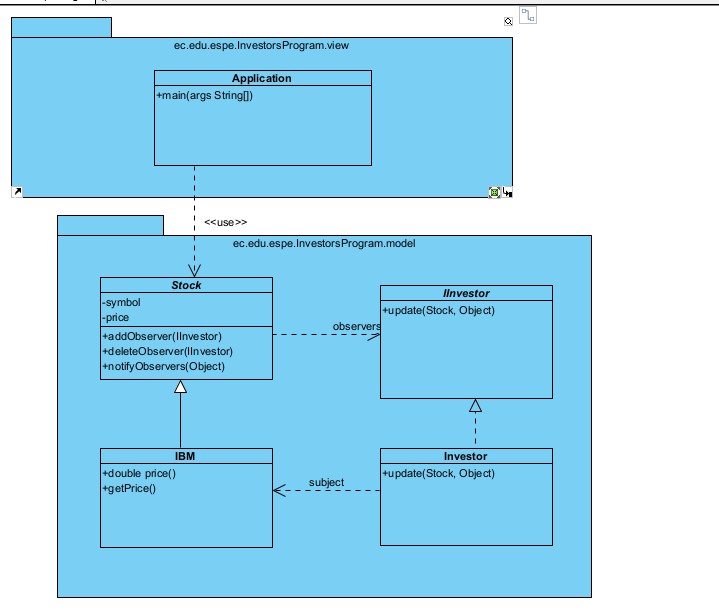 ec.edu.espe.InvestorsProgram.view
Application
+main(args String[])
<<use>>
ec.edu.espe.InvestorsProgram.model
Stock
-symbol
-price
+addObserver(IInvestor)
+deleteObserver(IInvestor)
+notifyObservers(Object)
observers
IInvestor
+update(Stock, Object)
IBM
+double price()
+getPrice()
subject
Investor
+update(Stock, Object)